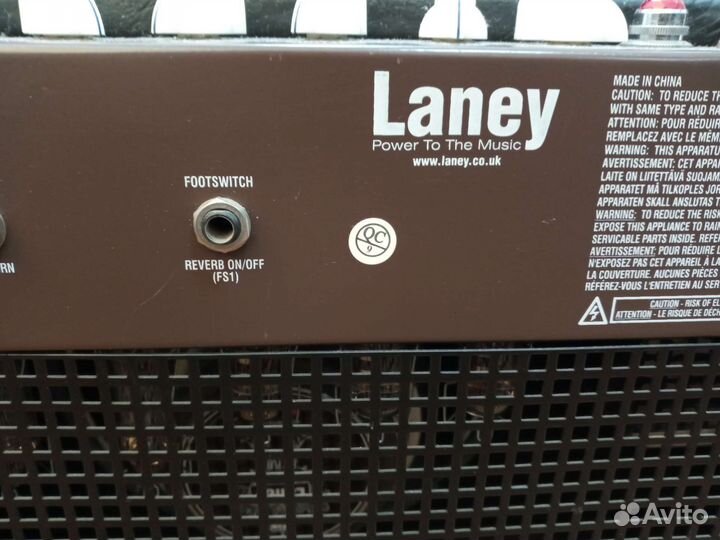 Laney
Power To The Music
www.laney.co.uk
FOOTSWITCH
REVERB ON/OFF
(FS1)
QC
9
RN
MADE IN CHINA
CAUTION: TO REDUCE
WITH SAME TYPE AND
ATTENTION: POUR RÉDUIR
REMPLACEZ AVEC LE
WARNING: THIS APPARATU
AVERTISSEMENT: CET APPA
LAITE ON LIITETTÄVÄ SUOJAM
APPARATET MÅ TILKOPLES JOR
APPARATEN SKALL ANSLUTAS
WARNING: TO REDUCE THE RISK
EXPOSE THIS APPLIANCE TO RAIN
SERVICABLE PARTS INSIDE. REFE
AVERTISSEMENT: POUR RÉDUIRE
N'EXPOSEZ PAS CET APPAREIL À LA
LA COUVERTURE. AUCUNES PIÈCES
RÉFÉREZ-VOUS L'ENTRETIEN AU SER
CAUTION - RISK OF EL
ATTENTION - LE RISQUE DE DÉCH
Avito